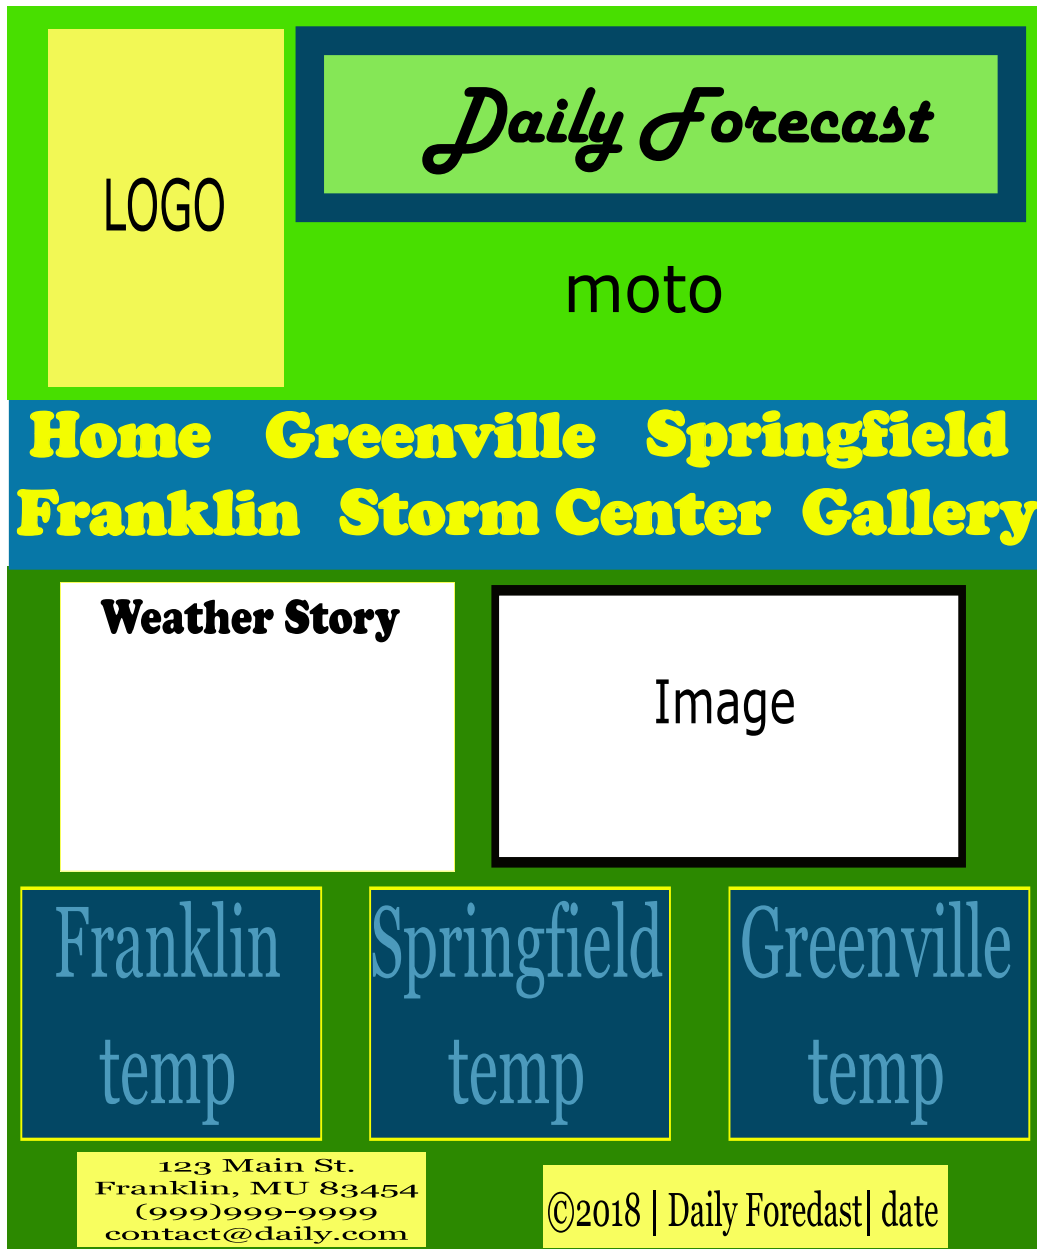 LOGO
Daily Forecast
moto
Home Greenville Springfield
Franklin Storm Center Gallery
Weather Story
Image
Franklin
temp
Springfield
temp
Greenville
temp
123 Main St.
Franklin, MU 83454
(999)999-9999
contact@daily.com
©2018 | Daily Foredast| date